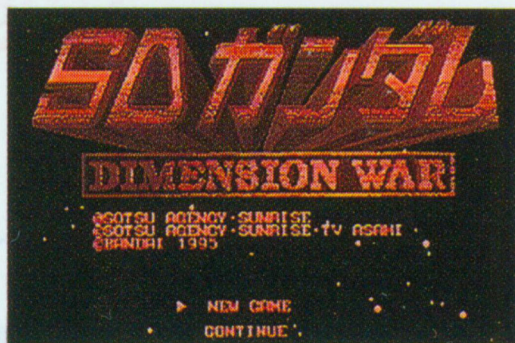 SDガンダム
DIMENSION WAR
©SOTSU AGENCY・SUNRISE
©SOTSU AGENCY・SUNRISE・TV ASAHI
©BANDAI 1995
▶ NEW GAME
CONTINUE